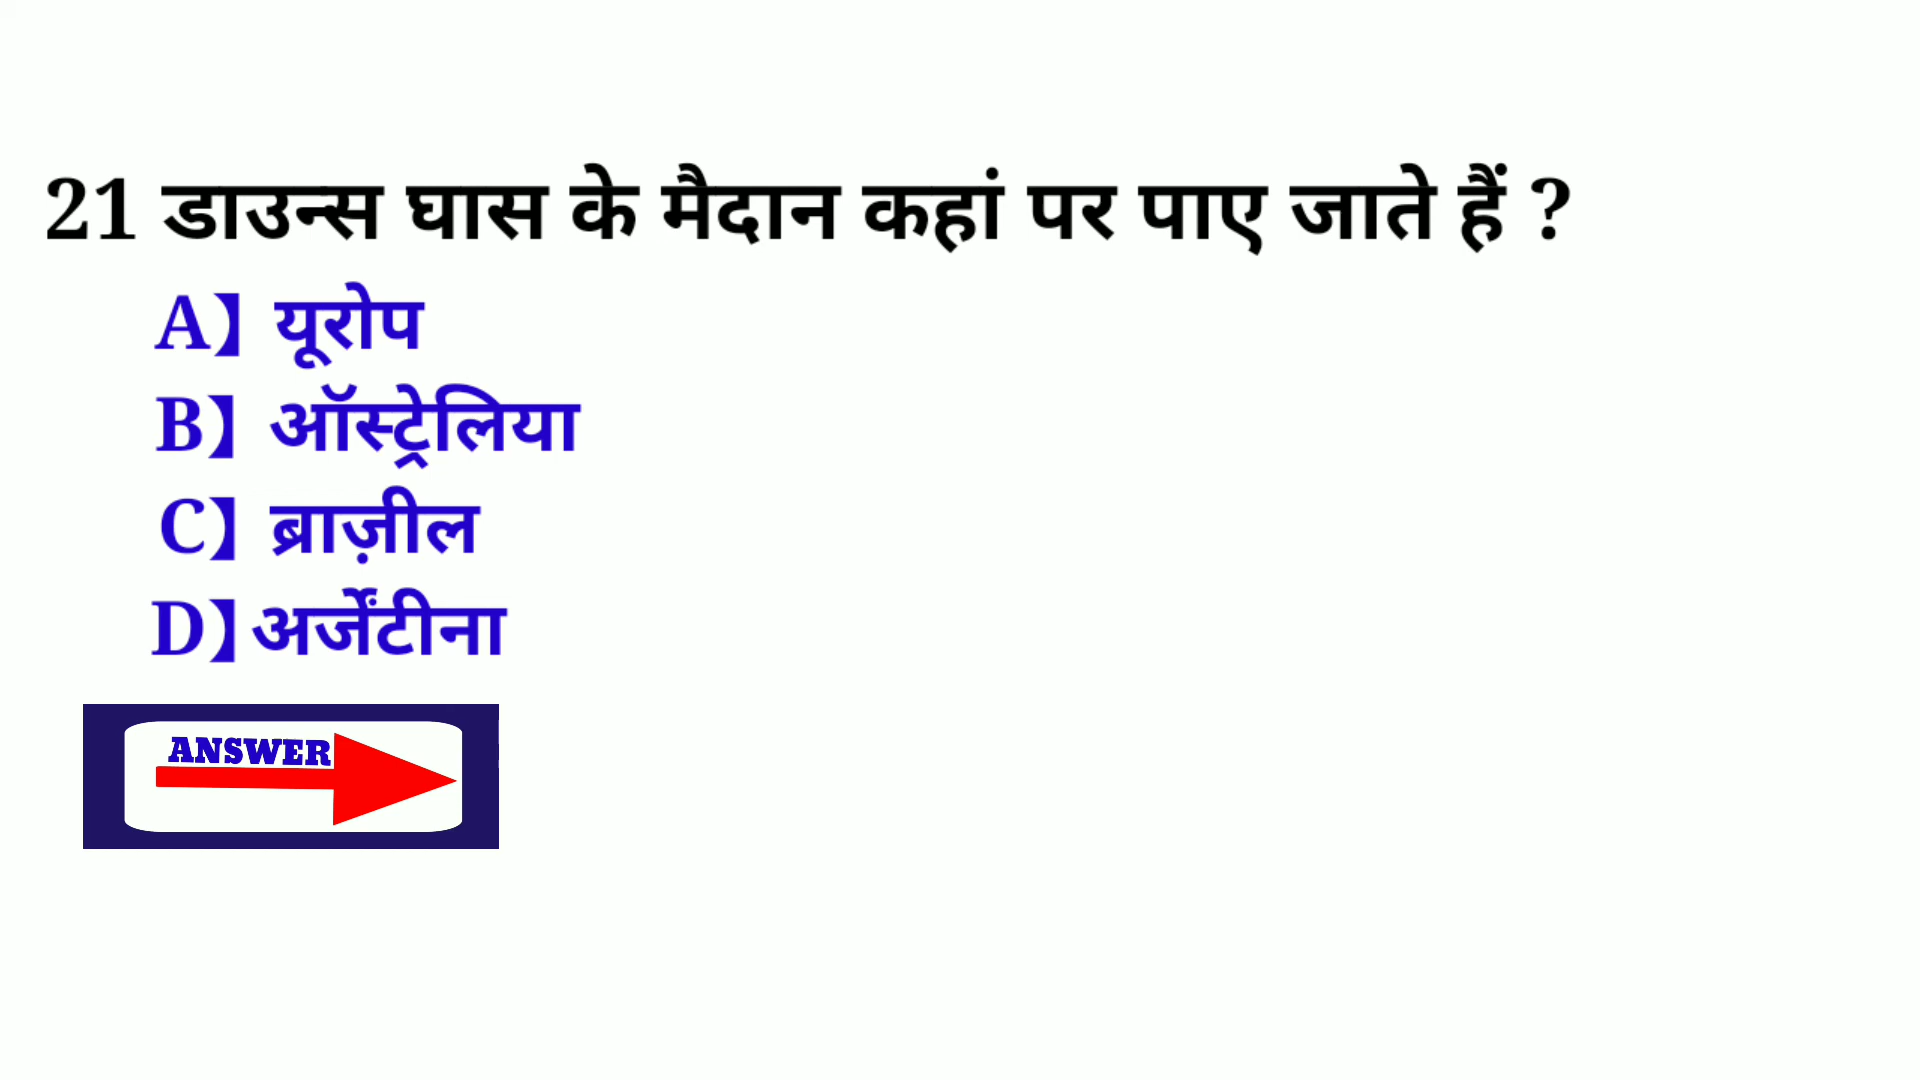 21 डाउन्स घास के मैदान कहां पर पाए जाते हैं ?
A】 यूरोप
B】 ऑस्ट्रेलिया
C】 ब्राज़ील
D】अर्जेंटीना
ANSWER